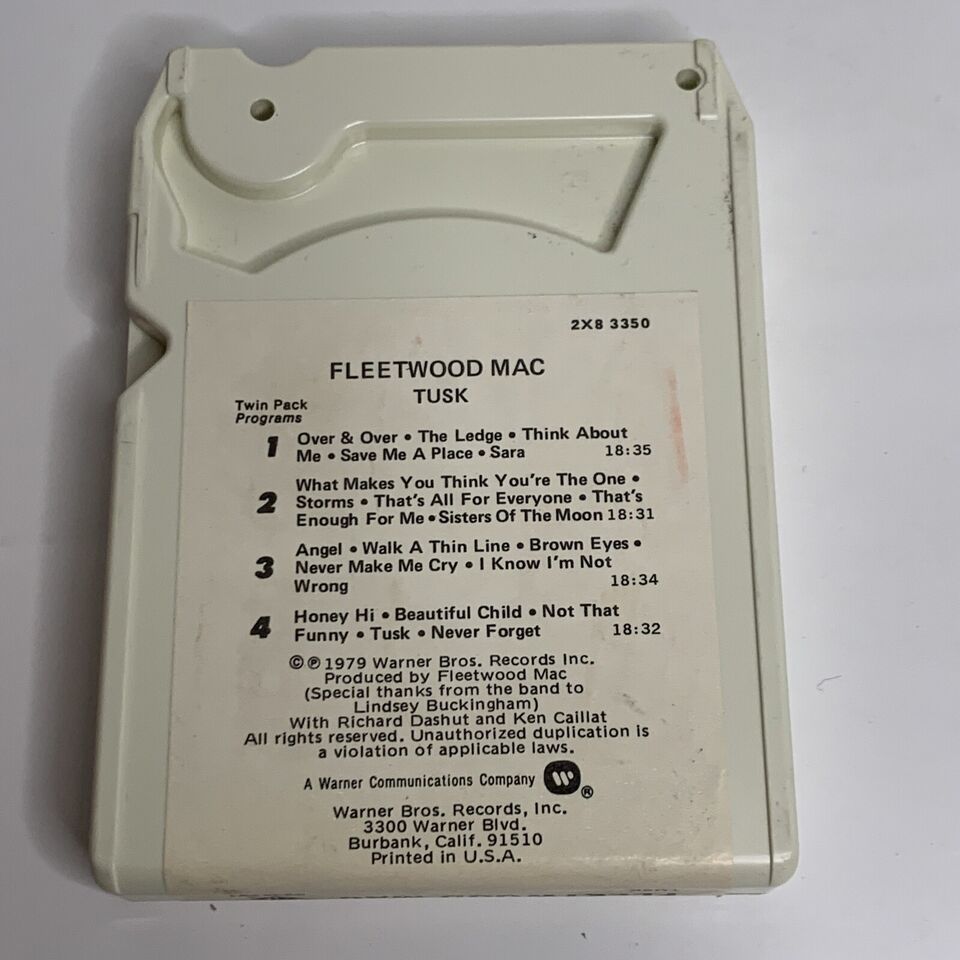 2X8 3350
FLEETWOOD MAC
TUSK
Twin Pack
Programs
1 Over & Over • The Ledge • Think About
Me • Save Me A Place • Sara 18:35
2 What Makes You Think You're The One •
Storms • That's All For Everyone • That's
Enough For Me • Sisters Of The Moon 18:31
3 Angel • Walk A Thin Line • Brown Eyes •
Never Make Me Cry • I Know I'm Not
Wrong 18:34
4 Honey Hi • Beautiful Child • Not That
Funny • Tusk • Never Forget 18:32
© ℗ 1979 Warner Bros. Records Inc.
Produced by Fleetwood Mac
(Special thanks from the band to
Lindsey Buckingham)
With Richard Dashut and Ken Caillat
All rights reserved. Unauthorized duplication is
a violation of applicable laws.
A Warner Communications Company W ®
Warner Bros. Records, Inc.
3300 Warner Blvd.
Burbank, Calif. 91510
Printed in U.S.A.